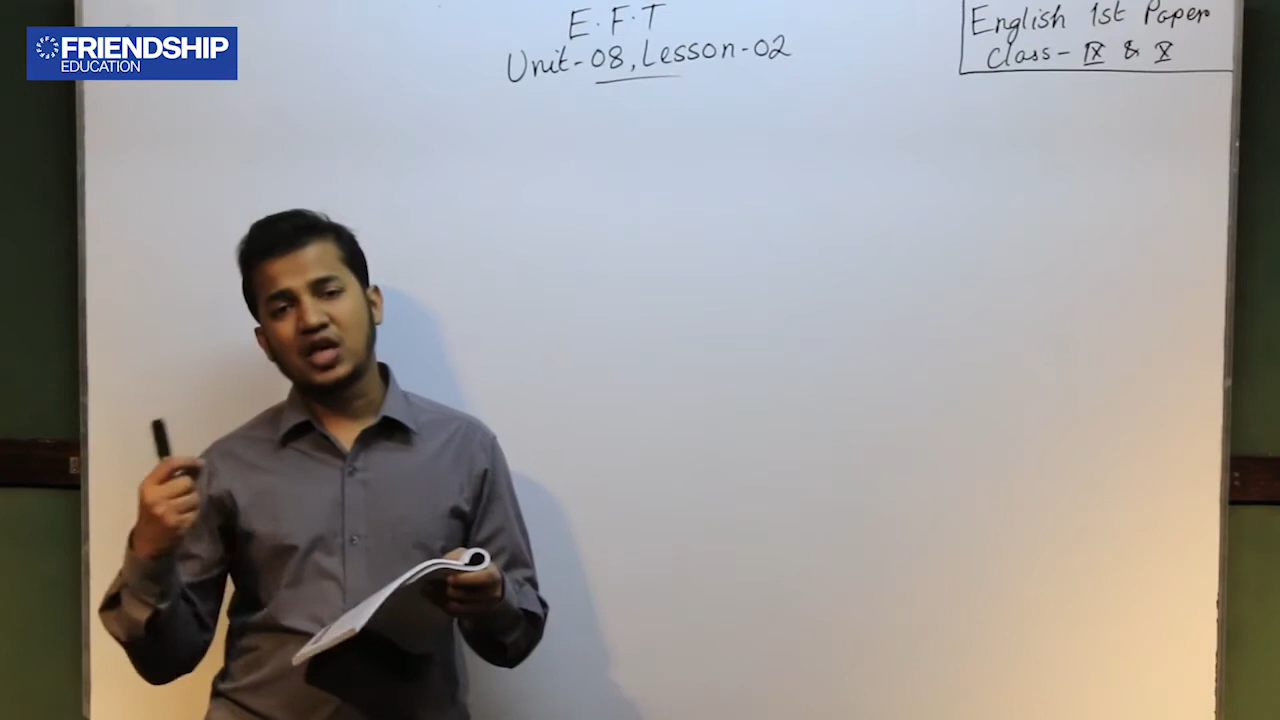 FRIENDSHIP
EDUCATION
E.F.T
Unit-08, Lesson-02
English 1st Paper
Class- IX & X